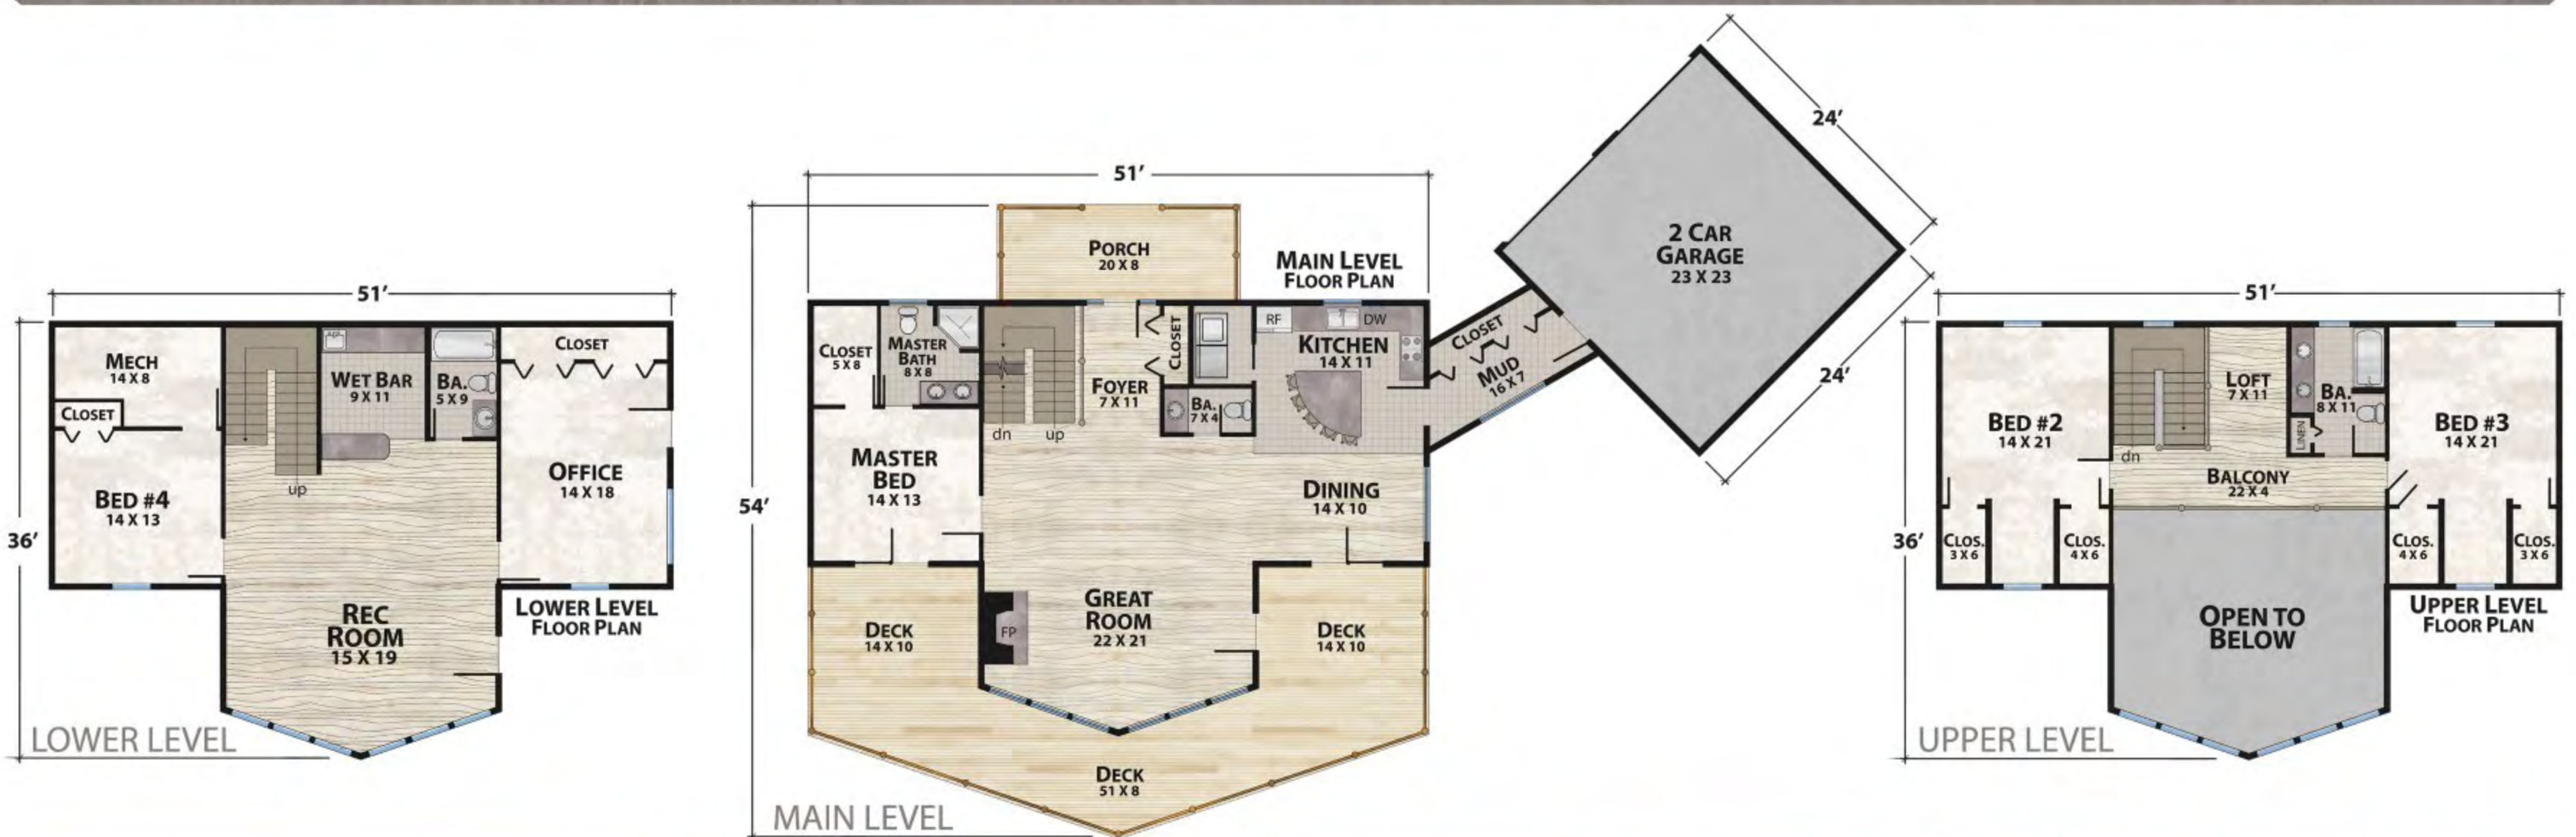 51'
MECH
14 X 8
CLOSET
WET BAR
9 X 11
BA.
5 X 9
CLOSET
OFFICE
14 X 18
up
BED #4
14 X 13
36'
REC
ROOM
15 X 19
LOWER LEVEL
FLOOR PLAN
LOWER LEVEL
51'
54'
PORCH
20 X 8
MAIN LEVEL
FLOOR PLAN
CLOSET
5 X 8
MASTER
BATH
8 X 8
FOYER
7 X 11
CLOSET
RF
DW
KITCHEN
14 X 11
BA.
7 X 4
dn
up
MASTER
BED
14 X 13
DINING
14 X 10
CLOSET
MUD
16 X 7
2 CAR
GARAGE
23 X 23
24'
24'
DECK
14 X 10
FP
GREAT
ROOM
22 X 21
DECK
14 X 10
DECK
51 X 8
MAIN LEVEL
51'
BED #2
14 X 21
LOFT
7 X 11
BA.
8 X 11
LINEN
BED #3
14 X 21
dn
BALCONY
22 X 4
36'
CLOS.
3 X 6
CLOS.
4 X 6
CLOS.
4 X 6
CLOS.
3 X 6
OPEN TO
BELOW
UPPER LEVEL
FLOOR PLAN
UPPER LEVEL